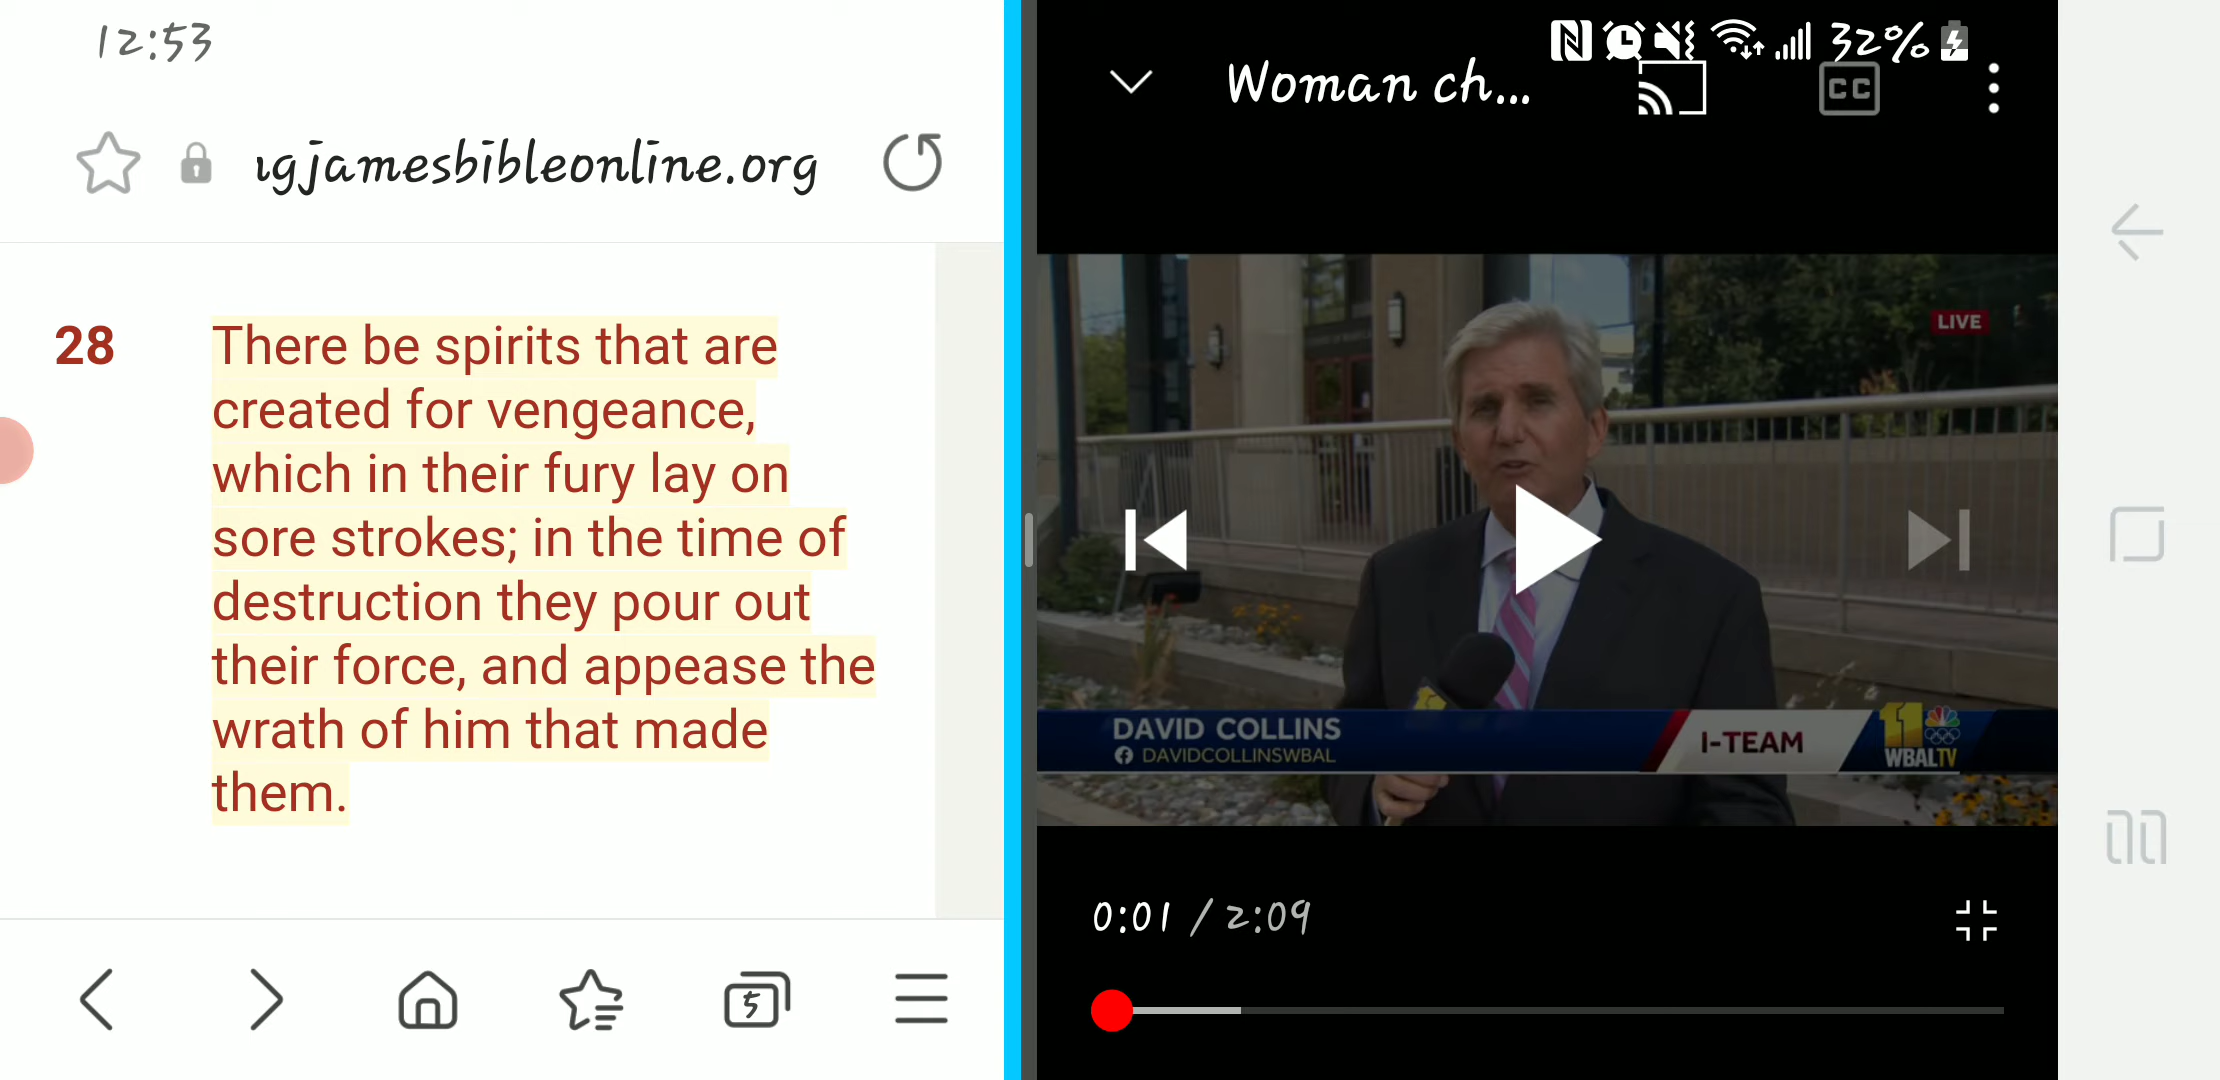 12:53
gjamesbibleonline.org
28
There be spirits that are
created for vengeance,
which in their fury lay on
sore strokes; in the time of
destruction they pour out
their force, and appease the
wrath of him that made
them.
5
32%
Woman ch...
CC
LIVE
DAVID COLLINS
DAVIDCOLLINSWBAL
I-TEAM
11
WBALTV
0:01 / 2:09